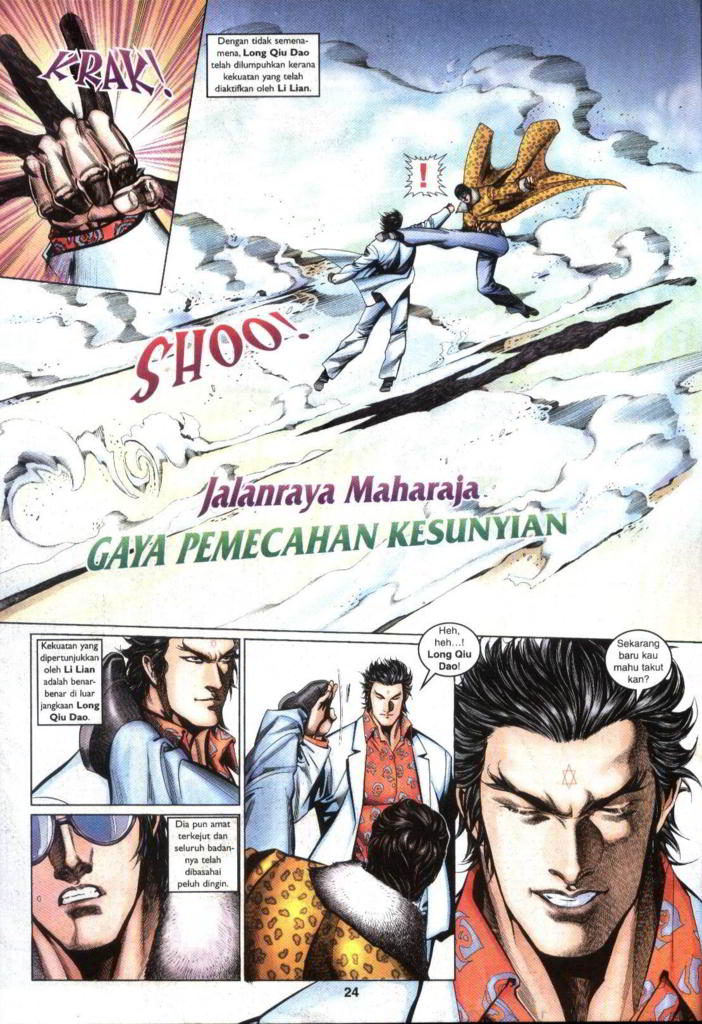 KRAK!
Dengan tidak semena-
mena, Long Qiu Dao
telah dilumpuhkan kerana
kekuatan yang telah
diaktifkan oleh Li Lian.
!
SHOO!
Jalanraya Maharaja
GAYA PEMECAHAN KESUNYIAN
Kekuatan yang
dipertunjukkan
oleh Li Lian
adalah benar-
benar di luar
jangkaan Long
Qiu Dao.
Heh,
heh...!
Long Qiu
Dao!
Sekarang
baru kau
mahu takut
kan?
Dia pun amat
terkejut dan
seluruh badan-
nya telah
dibasahai
peluh dingin.
24